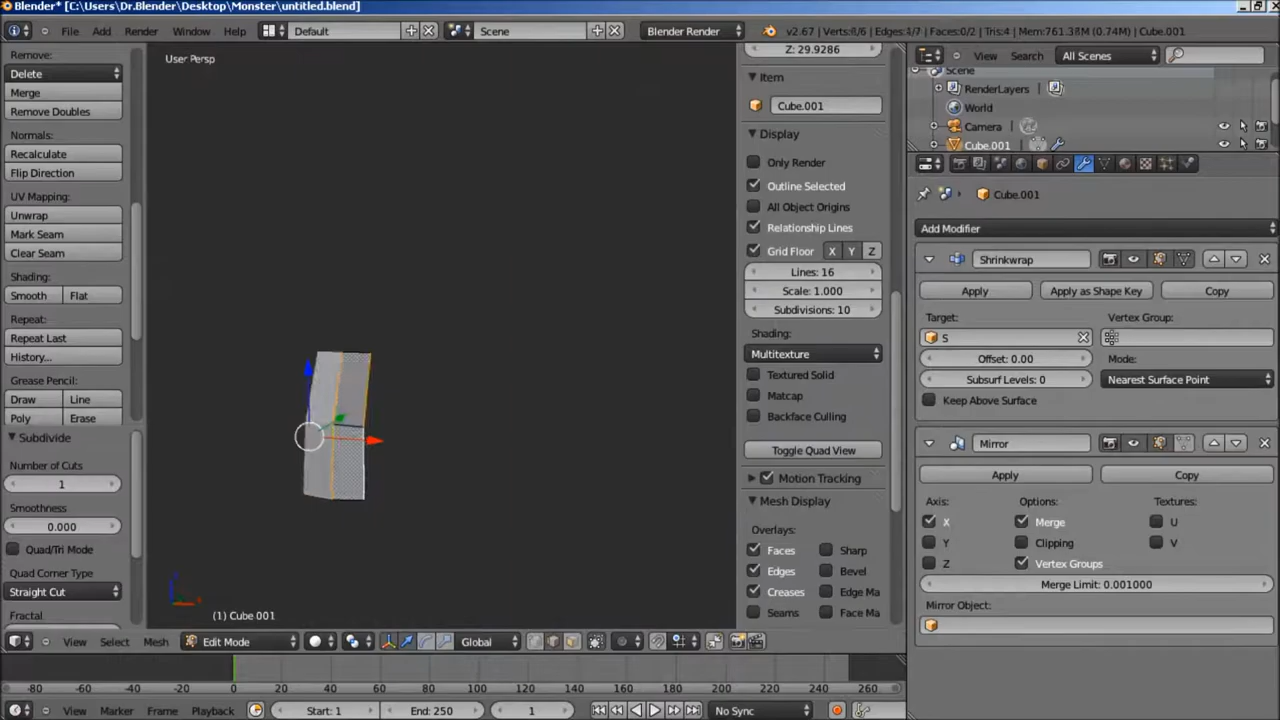 Blender* [C:\Users\Dr.Blender\Desktop\Monster\untitled.blend]
File Add Render Window Help
Default
Scene
Blender Render
v2.67 | Verts:6/6 | Edges:4/7 | Faces:0/2 | Tris:4 | Mem:761.38M (0.74M) | Cube.001
Remove:
Delete
Merge
Remove Doubles
Normals:
Recalculate
Flip Direction
UV Mapping:
Unwrap
Mark Seam
Clear Seam
Shading:
Smooth Flat
Repeat:
Repeat Last
History...
Grease Pencil:
Draw Line
Poly Erase
Subdivide
Number of Cuts
1
Smoothness
0.000
Quad/Tri Mode
Quad Corner Type
Straight Cut
Fractal
User Persp
(1) Cube 001
Z: 29.9286
Item
Cube.001
Display
Only Render
Outline Selected
All Object Origins
Relationship Lines
Grid Floor X Y Z
Lines: 16
Scale: 1.000
Subdivisions: 10
Shading:
Multitexture
Textured Solid
Matcap
Backface Culling
Toggle Quad View
Motion Tracking
Mesh Display
Overlays:
Faces Sharp
Edges Bevel
Creases Edge Ma
Seams Face Ma
View Search All Scenes
Scene
RenderLayers
World
Camera
Cube.001
Cube.001
Add Modifier
Shrinkwrap
Apply Apply as Shape Key Copy
Target: Vertex Group:
S
Offset: 0.00 Mode:
Subsurf Levels: 0 Nearest Surface Point
Keep Above Surface
Mirror
Apply Copy
Axis: Options: Textures:
X Merge U
Y Clipping V
Z Vertex Groups
Merge Limit: 0.001000
Mirror Object:
View Select Mesh Edit Mode Global
-80 -60 -40 -20 0 20 40 60 80 100 120 140 160 180 200 220 240 260
View Marker Frame Playback Start: 1 End: 250 1 No Sync